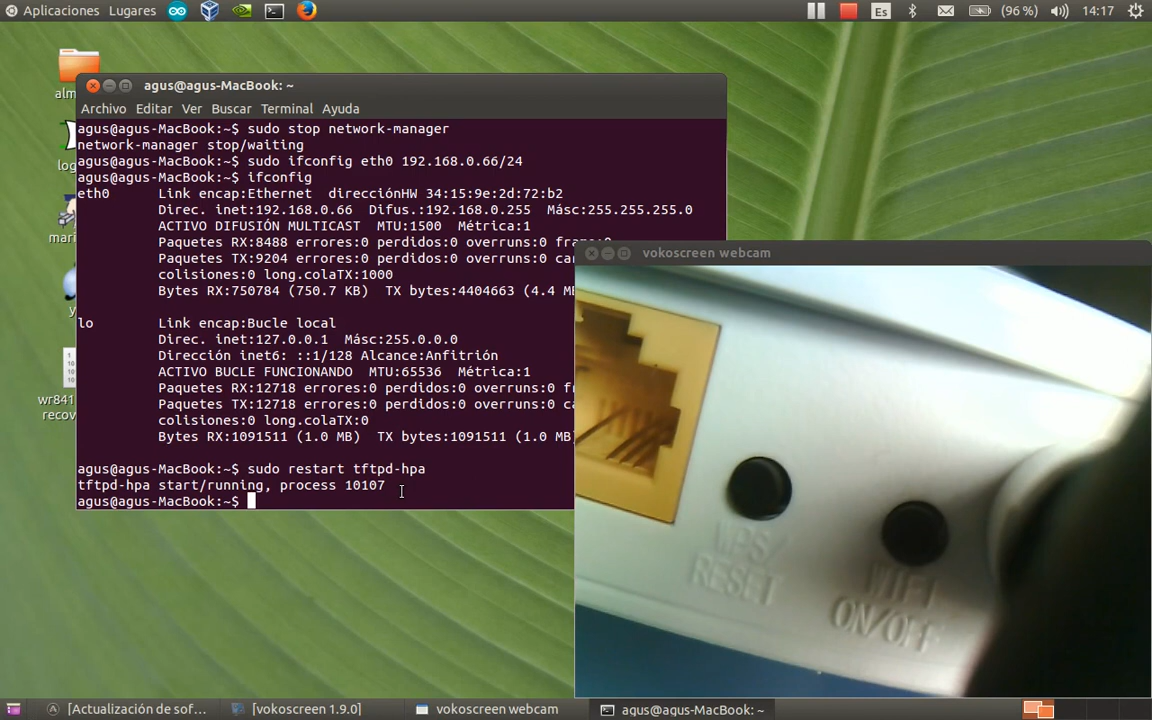 Aplicaciones Lugares Es (96 %) 14:17
agus@agus-MacBook: ~
Archivo Editar Ver Buscar Terminal Ayuda
agus@agus-MacBook:~$ sudo stop network-manager
network-manager stop/waiting
agus@agus-MacBook:~$ sudo ifconfig eth0 192.168.0.66/24
agus@agus-MacBook:~$ ifconfig
eth0 Link encap:Ethernet direcciónHW 34:15:9e:2d:72:b2
Direc. inet:192.168.0.66 Difus.:192.168.0.255 Másc:255.255.255.0
ACTIVO DIFUSIÓN MULTICAST MTU:1500 Métrica:1
Paquetes RX:8488 errores:0 perdidos:0 overruns:0
Paquetes TX:9204 errores:0 perdidos:0 overruns:0
colisiones:0 long.colaTX:1000
Bytes RX:750784 (750.7 KB) TX bytes:4404663 (4.4 M
lo Link encap:Bucle local
Direc. inet:127.0.0.1 Másc:255.0.0.0
Dirección inet6: ::1/128 Alcance:Anfitrión
ACTIVO BUCLE FUNCIONANDO MTU:65536 Métrica:1
Paquetes RX:12718 errores:0 perdidos:0 overruns:0
Paquetes TX:12718 errores:0 perdidos:0 overruns:0
colisiones:0 long.colaTX:0
Bytes RX:1091511 (1.0 MB) TX bytes:1091511 (1.0 MB
agus@agus-MacBook:~$ sudo restart tftpd-hpa
tftpd-hpa start/running, process 10107
agus@agus-MacBook:~$
alm
log
mari
y
wr841
recov
vokoscreen webcam
WPS/
RESET
WIFI
ON/OFF
[Actualización de sof... [vokoscreen 1.9.0) vokoscreen webcam agus@agus-MacBook: ~